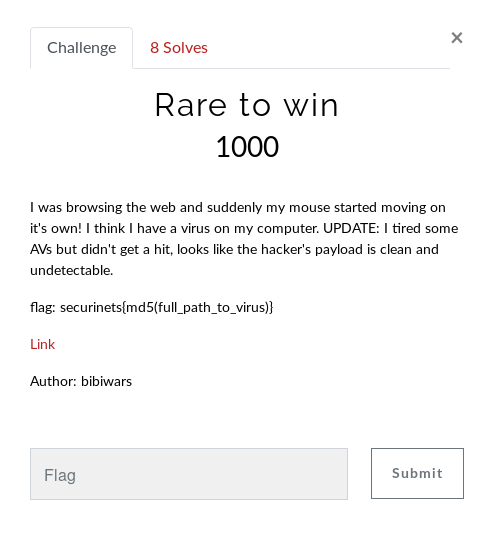 Challenge
8 Solves
×
Rare to win
1000
I was browsing the web and suddenly my mouse started moving on
it's own! I think I have a virus on my computer. UPDATE: I tired some
AVs but didn't get a hit, looks like the hacker's payload is clean and
undetectable.
flag: securinets{md5(full_path_to_virus)}
Link
Author: bibiwars
Flag
Submit